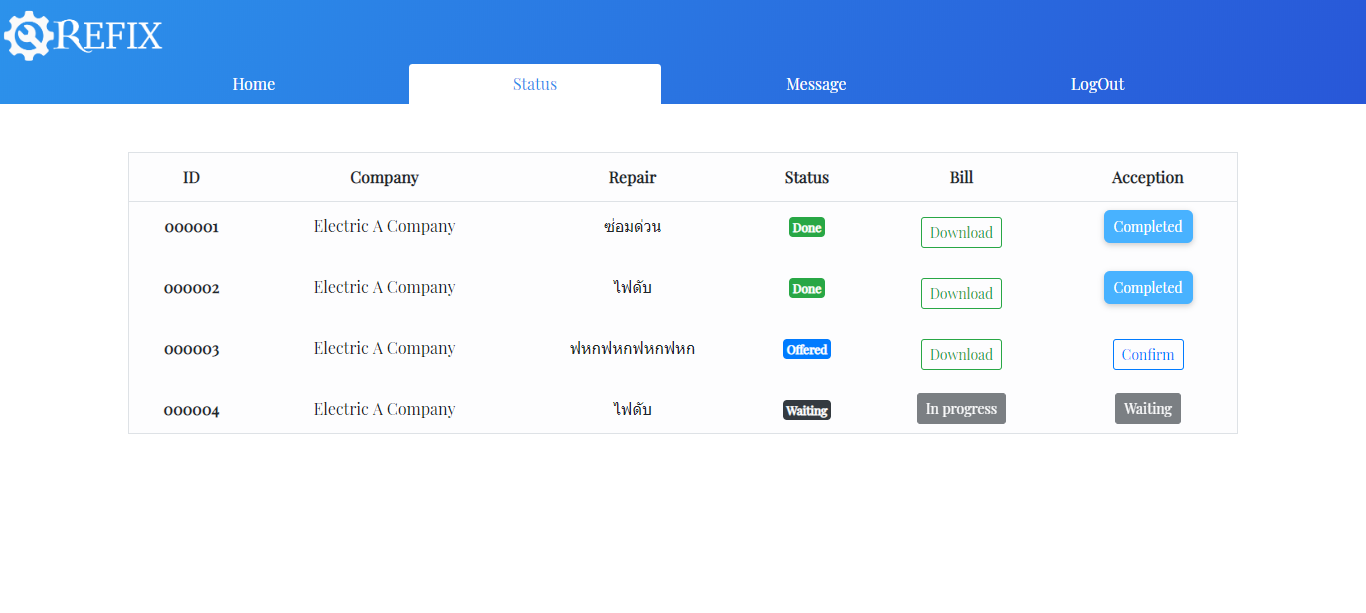 REFIX
Home Status Message LogOut
ID Company Repair Status Bill Acception
000001 Electric A Company ซ่อมด่วน Done Download Completed
000002 Electric A Company ไฟดับ Done Download Completed
000003 Electric A Company ฟหกฟหกฟหกฟหก Offered Download Confirm
000004 Electric A Company ไฟดับ Waiting In progress Waiting